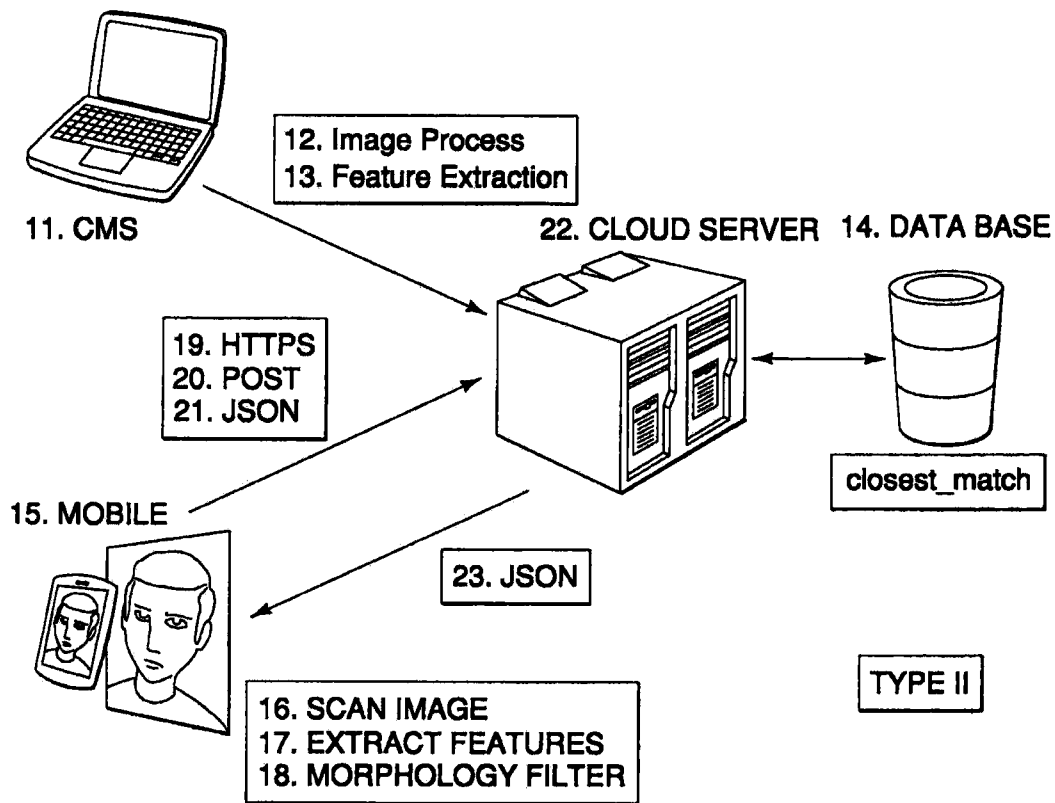 12. Image Process
13. Feature Extraction
11. CMS
22. CLOUD SERVER
14. DATA BASE
19. HTTPS
20. POST
21. JSON
closest_match
15. MOBILE
23. JSON
TYPE II
16. SCAN IMAGE
17. EXTRACT FEATURES
18. MORPHOLOGY FILTER